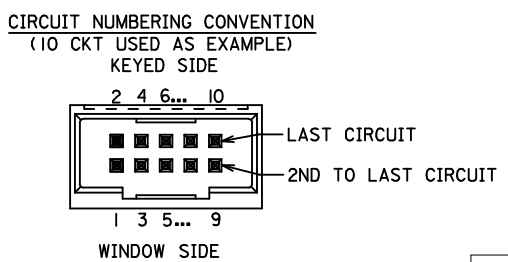 CIRCUIT NUMBERING CONVENTION
(10 CKT USED AS EXAMPLE)
KEYED SIDE
2 4 6... 10
LAST CIRCUIT
2ND TO LAST CIRCUIT
1 3 5... 9
WINDOW SIDE